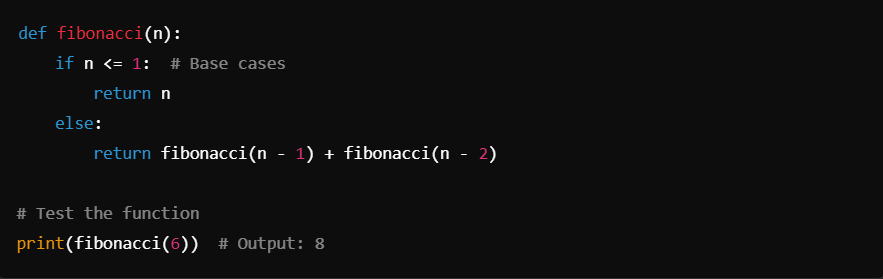 def fibonacci(n):
    if n <= 1:  # Base cases
        return n
    else:
        return fibonacci(n - 1) + fibonacci(n - 2)

# Test the function
print(fibonacci(6))  # Output: 8